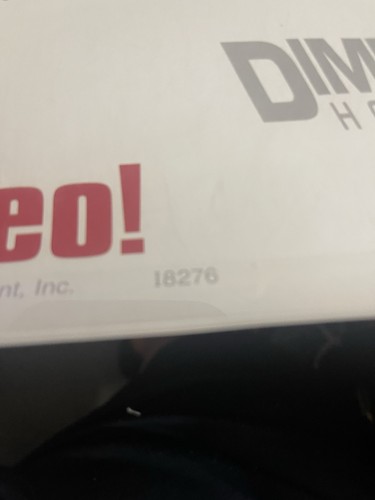 DIM
H
eo!
nt, Inc. 18276